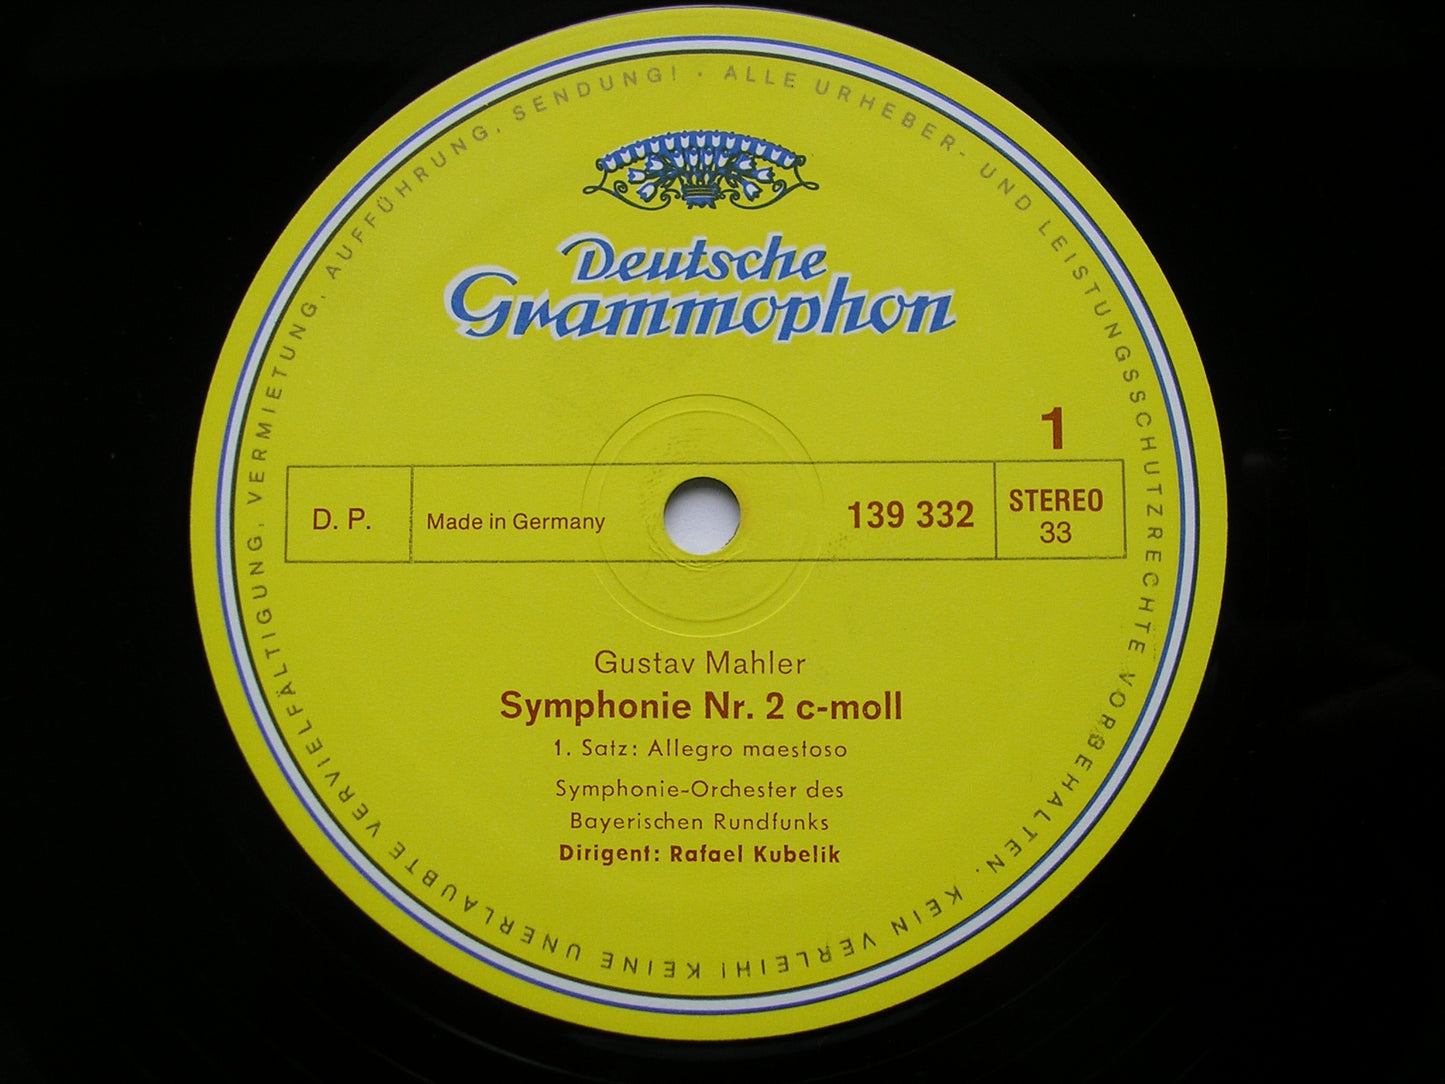 ALLE URHEBER- UND LEISTUNGSSCHUTZRECHTE VORBEHALTEN. KEIN VERLEIH! KEINE UNERLAUBTE VERVIELFÄLTIGUNG, VERMIETUNG, AUFFÜHRUNG, SENDUNG! ·
Deutsche
Grammophon
1
D. P.
Made in Germany
139 332
STEREO
33
Gustav Mahler
Symphonie Nr. 2 c-moll
1. Satz: Allegro maestoso
Symphonie-Orchester des
Bayerischen Rundfunks
Dirigent: Rafael Kubelik